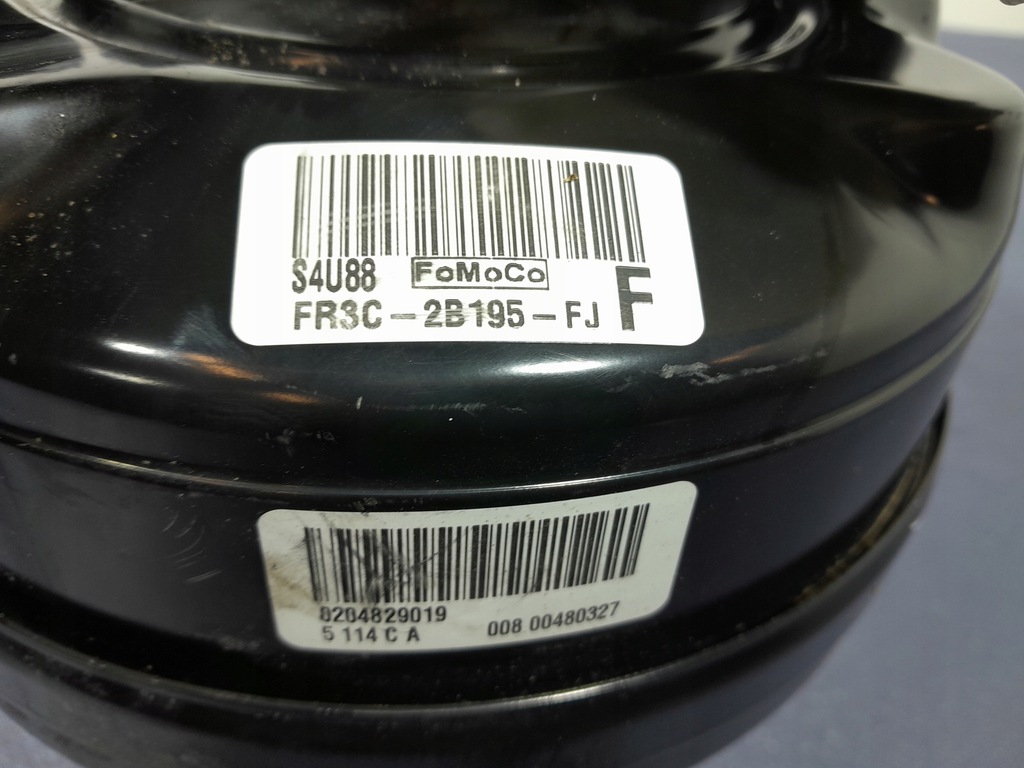 S4U88 FoMoCo F
FR3C-2B195-FJ
0204829019
5 114 C A 008 00480327